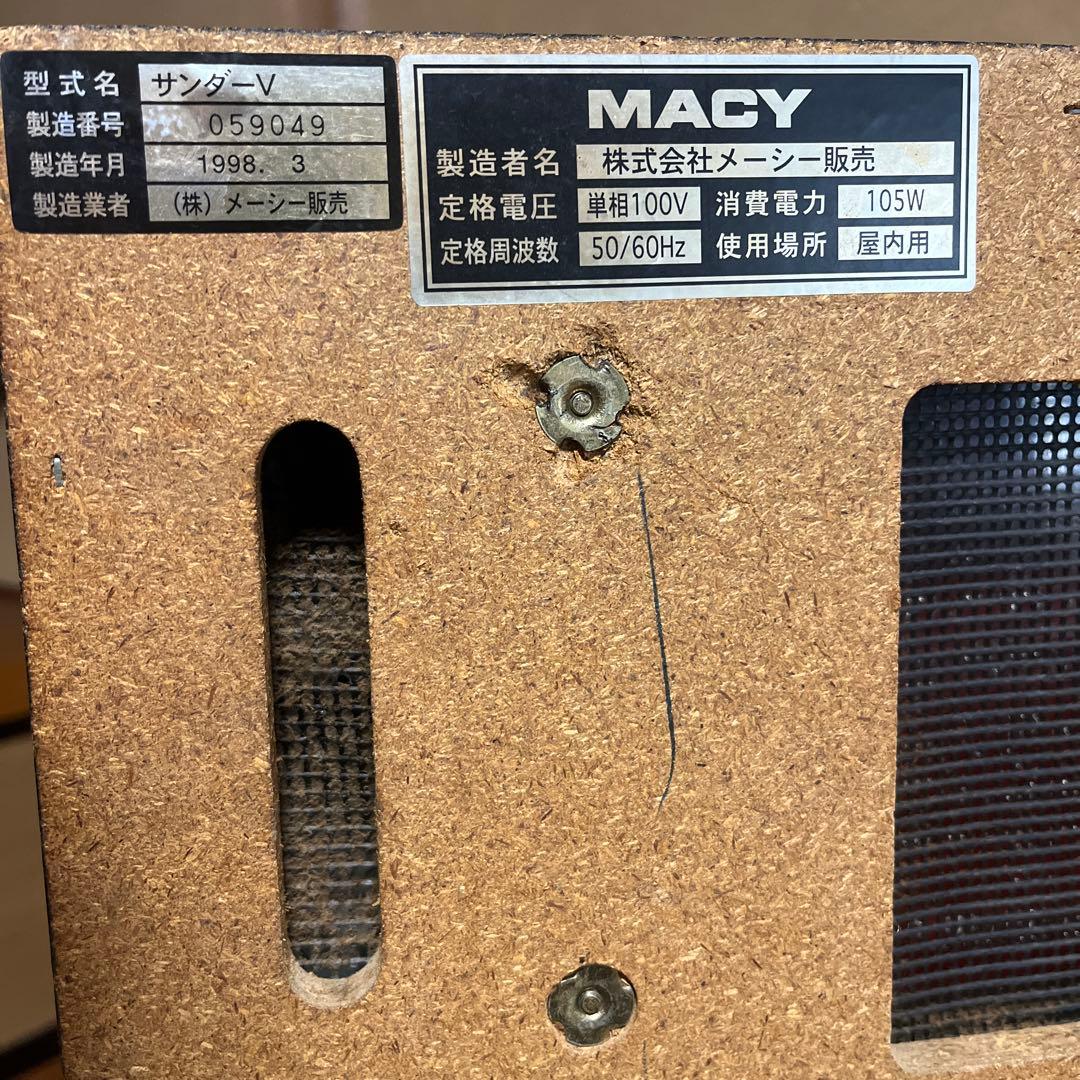 型式名 サンダーV
製造番号 059049
製造年月 1998. 3
製造業者 (株)メーシー販売
MACY
製造者名 株式会社メーシー販売
定格電圧 単相100V 消費電力 105W
定格周波数 50/60Hz 使用場所 屋内用